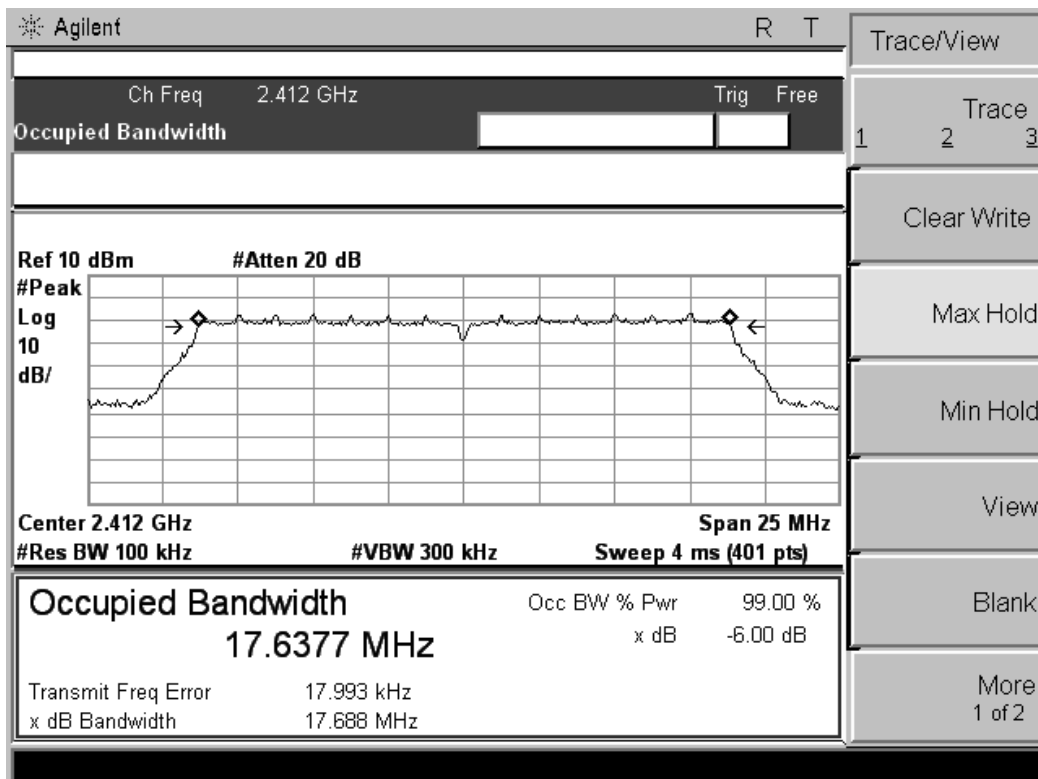 Agilent R T
Ch Freq 2.412 GHz Trig Free
Occupied Bandwidth
Ref 10 dBm #Atten 20 dB
#Peak
Log
10
dB/
Center 2.412 GHz Span 25 MHz
#Res BW 100 kHz #VBW 300 kHz Sweep 4 ms (401 pts)
Occupied Bandwidth Occ BW % Pwr 99.00 %
17.6377 MHz x dB -6.00 dB
Transmit Freq Error 17.993 kHz
x dB Bandwidth 17.688 MHz
Trace/View
Trace
1 2 3
Clear Write
Max Hold
Min Hold
View
Blank
More
1 of 2